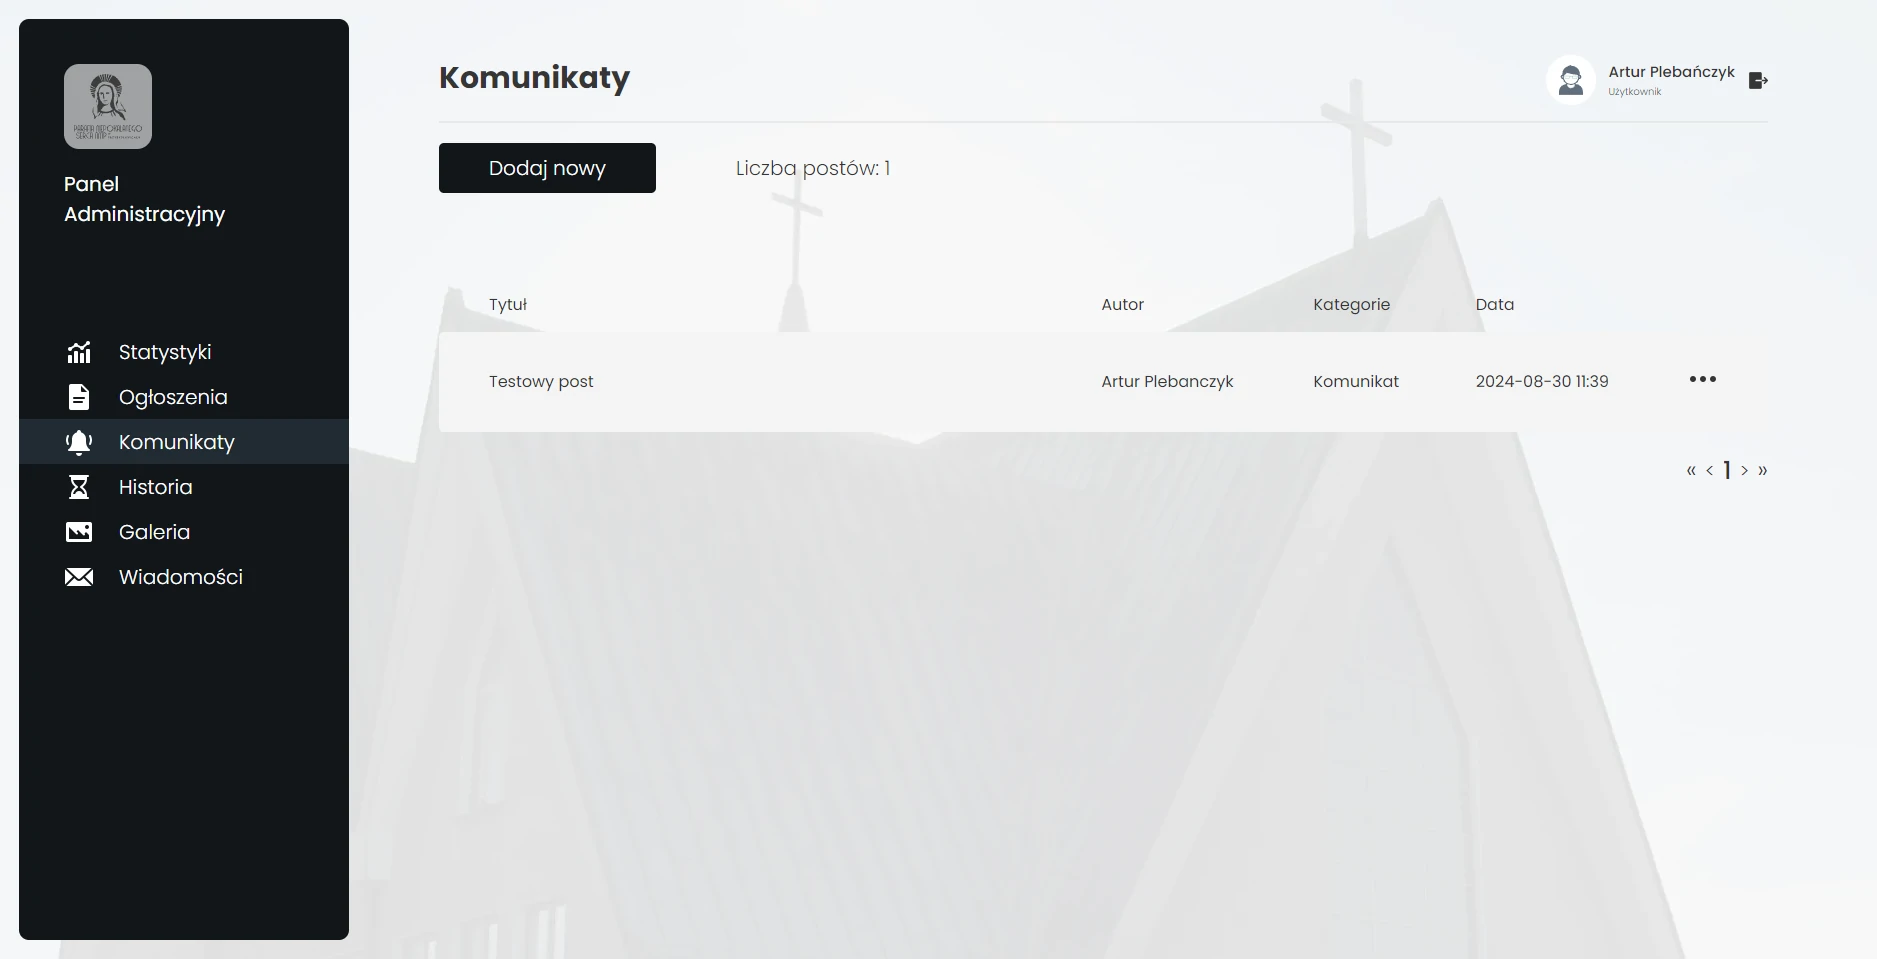 PARAFIA NIEPOKALANEGO
SERCA NMP
Panel
Administracyjny
Statystyki
Ogłoszenia
Komunikaty
Historia
Galeria
Wiadomości
Komunikaty
Artur Plebańczyk
Użytkownik
Dodaj nowy
Liczba postów: 1
Tytuł Autor Kategorie Data
Testowy post Artur Plebanczyk Komunikat 2024-08-30 11:39 •••
« < 1 > »